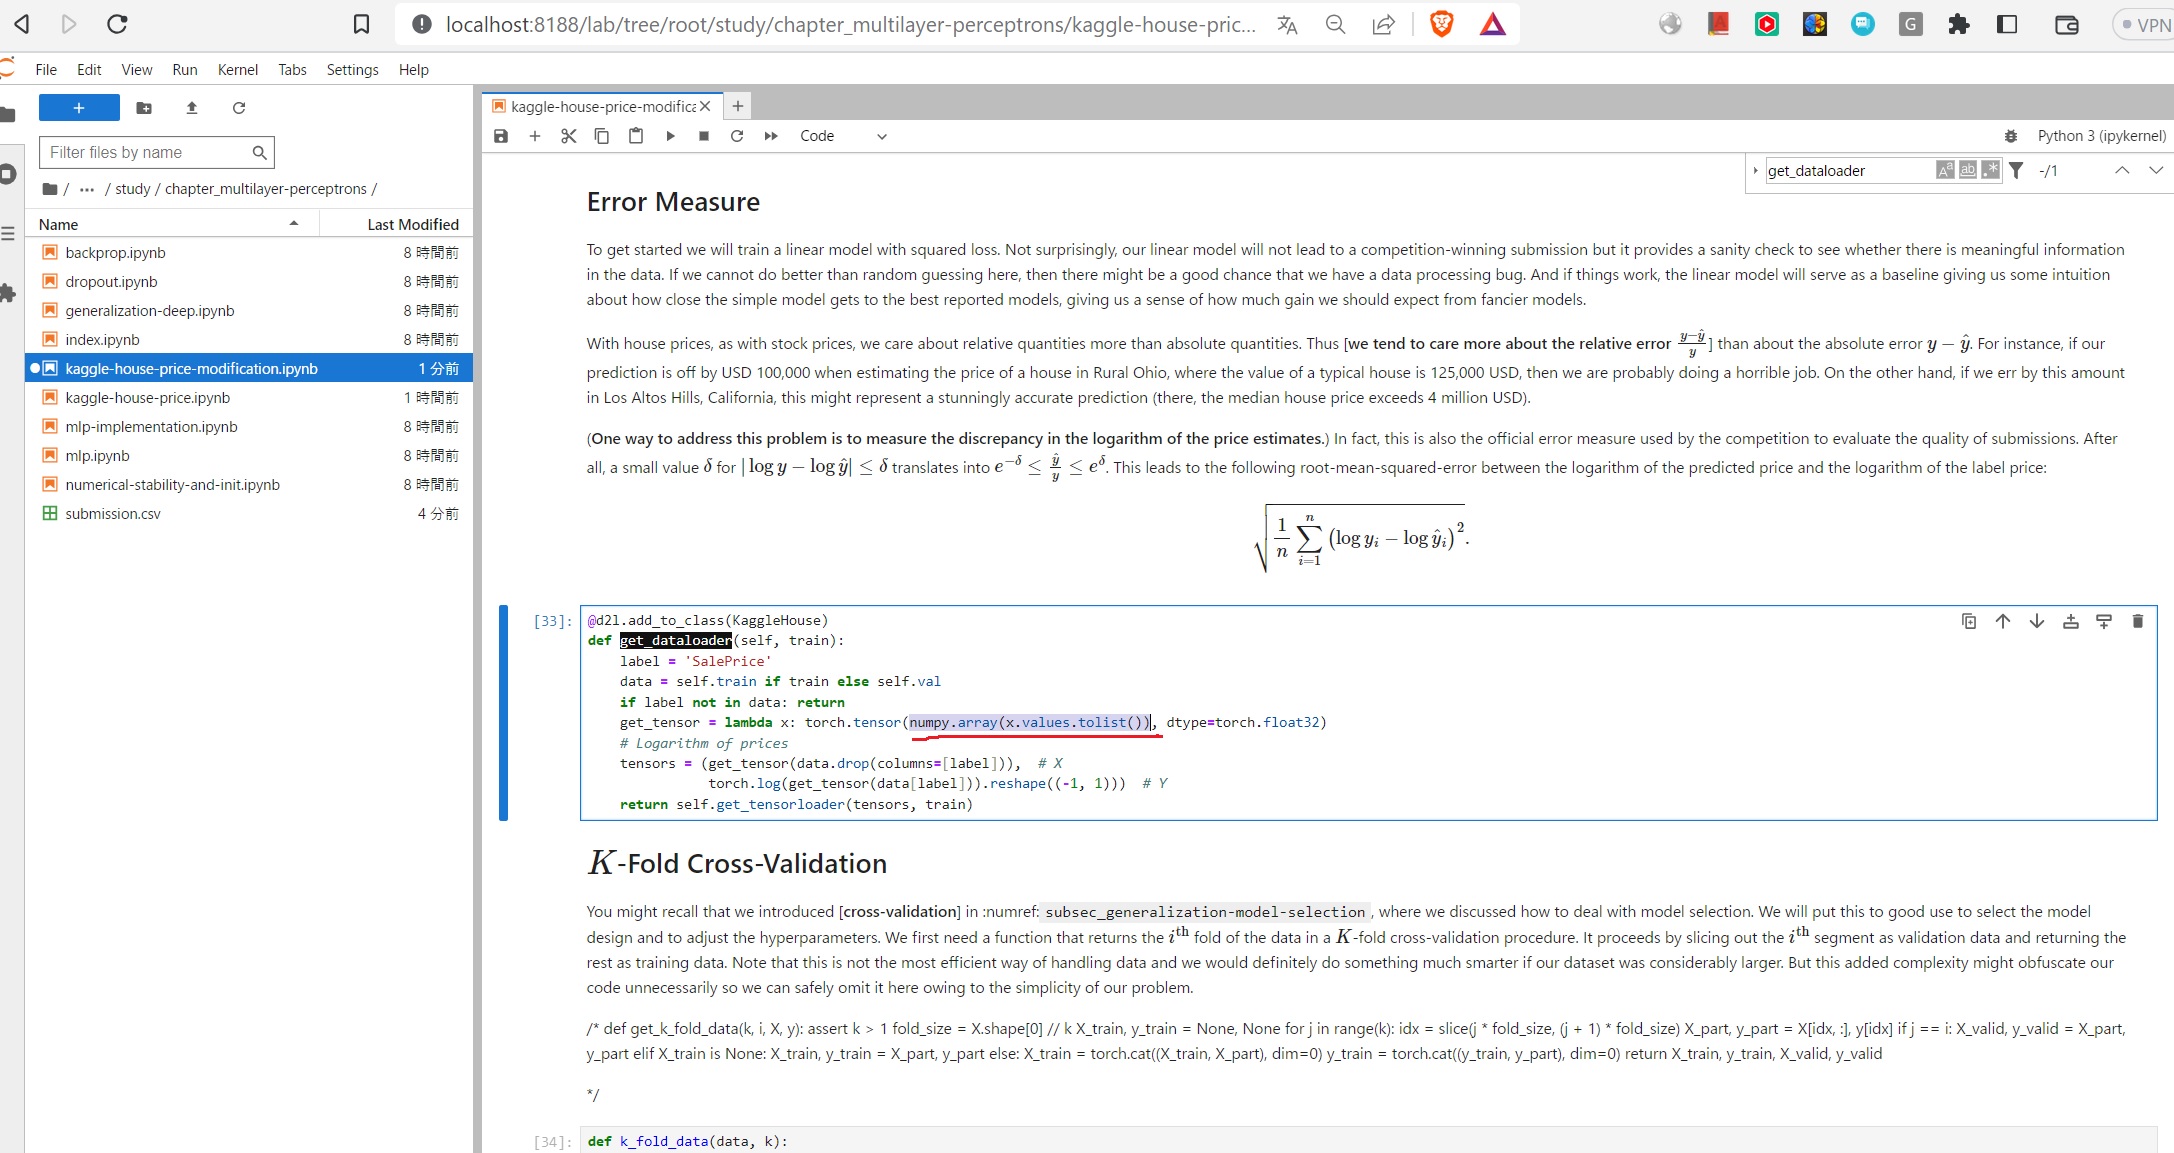 localhost:8188/lab/tree/root/study/chapter_multilayer-perceptrons/kaggle-house-pric...
VPN
File Edit View Run Kernel Tabs Settings Help
kaggle-house-price-modifica
Code
Python 3 (ipykernel)
Filter files by name
get_dataloader
-/1
/ ··· / study / chapter_multilayer-perceptrons /
Name Last Modified
backprop.ipynb 8 時間前
dropout.ipynb 8 時間前
generalization-deep.ipynb 8 時間前
index.ipynb 8 時間前
kaggle-house-price-modification.ipynb 1 分前
kaggle-house-price.ipynb 1 時間前
mlp-implementation.ipynb 8 時間前
mlp.ipynb 8 時間前
numerical-stability-and-init.ipynb 8 時間前
submission.csv 4 分前
Error Measure
To get started we will train a linear model with squared loss. Not surprisingly, our linear model will not lead to a competition-winning submission but it provides a sanity check to see whether there is meaningful information
in the data. If we cannot do better than random guessing here, then there might be a good chance that we have a data processing bug. And if things work, the linear model will serve as a baseline giving us some intuition
about how close the simple model gets to the best reported models, giving us a sense of how much gain we should expect from fancier models.
With house prices, as with stock prices, we care about relative quantities more than absolute quantities. Thus [we tend to care more about the relative error (y−ŷ)/y] than about the absolute error y − ŷ. For instance, if our
prediction is off by USD 100,000 when estimating the price of a house in Rural Ohio, where the value of a typical house is 125,000 USD, then we are probably doing a horrible job. On the other hand, if we err by this amount
in Los Altos Hills, California, this might represent a stunningly accurate prediction (there, the median house price exceeds 4 million USD).
(One way to address this problem is to measure the discrepancy in the logarithm of the price estimates.) In fact, this is also the official error measure used by the competition to evaluate the quality of submissions. After
all, a small value δ for | log y − log ŷ| ≤ δ translates into e^−δ ≤ ŷ/y ≤ e^δ. This leads to the following root-mean-squared-error between the logarithm of the predicted price and the logarithm of the label price:
√(1/n ∑_{i=1}^n (log y_i − log ŷ_i)^2).
[33]: @d2l.add_to_class(KaggleHouse)
def get_dataloader(self, train):
label = 'SalePrice'
data = self.train if train else self.val
if label not in data: return
get_tensor = lambda x: torch.tensor(numpy.array(x.values.tolist()), dtype=torch.float32)
# Logarithm of prices
tensors = (get_tensor(data.drop(columns=[label])), # X
torch.log(get_tensor(data[label])).reshape((-1, 1))) # Y
return self.get_tensorloader(tensors, train)
K-Fold Cross-Validation
You might recall that we introduced [cross-validation] in :numref: subsec_generalization-model-selection , where we discussed how to deal with model selection. We will put this to good use to select the model
design and to adjust the hyperparameters. We first need a function that returns the i^th fold of the data in a K-fold cross-validation procedure. It proceeds by slicing out the i^th segment as validation data and returning the
rest as training data. Note that this is not the most efficient way of handling data and we would definitely do something much smarter if our dataset was considerably larger. But this added complexity might obfuscate our
code unnecessarily so we can safely omit it here owing to the simplicity of our problem.
/* def get_k_fold_data(k, i, X, y): assert k > 1 fold_size = X.shape[0] // k X_train, y_train = None, None for j in range(k): idx = slice(j * fold_size, (j + 1) * fold_size) X_part, y_part = X[idx, :], y[idx] if j == i: X_valid, y_valid = X_part,
y_part elif X_train is None: X_train, y_train = X_part, y_part else: X_train = torch.cat((X_train, X_part), dim=0) y_train = torch.cat((y_train, y_part), dim=0) return X_train, y_train, X_valid, y_valid
*/
[34]: def k_fold_data(data, k):